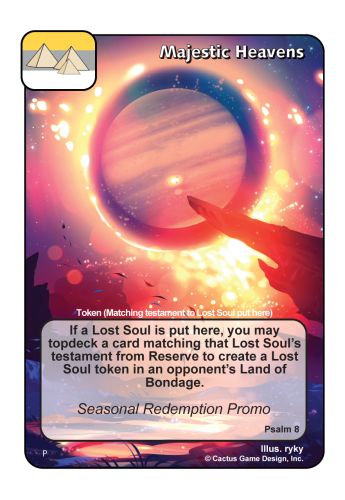 Majestic Heavens
Token (Matching testament to Lost Soul put here)
If a Lost Soul is put here, you may
topdeck a card matching that Lost Soul's
testament from Reserve to create a Lost
Soul token in an opponent's Land of
Bondage.
Seasonal Redemption Promo
Psalm 8
P
Illus. ryky
© Cactus Game Design, Inc.